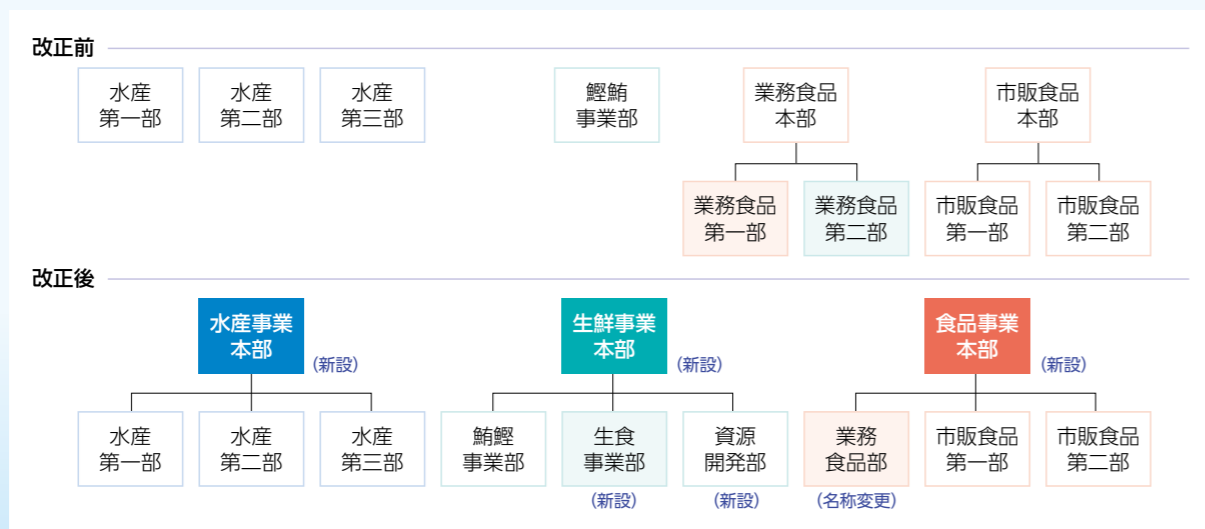 改正前
水産
第一部
水産
第二部
水産
第三部
鰹鮪
事業部
業務食品
本部
市販食品
本部
業務食品
第一部
業務食品
第二部
市販食品
第一部
市販食品
第二部
改正後
水産事業
本部
(新設)
生鮮事業
本部
(新設)
食品事業
本部
(新設)
水産
第一部
水産
第二部
水産
第三部
鮪鰹
事業部
生食
事業部
(新設)
資源
開発部
(新設)
業務
食品部
(名称変更)
市販食品
第一部
市販食品
第二部